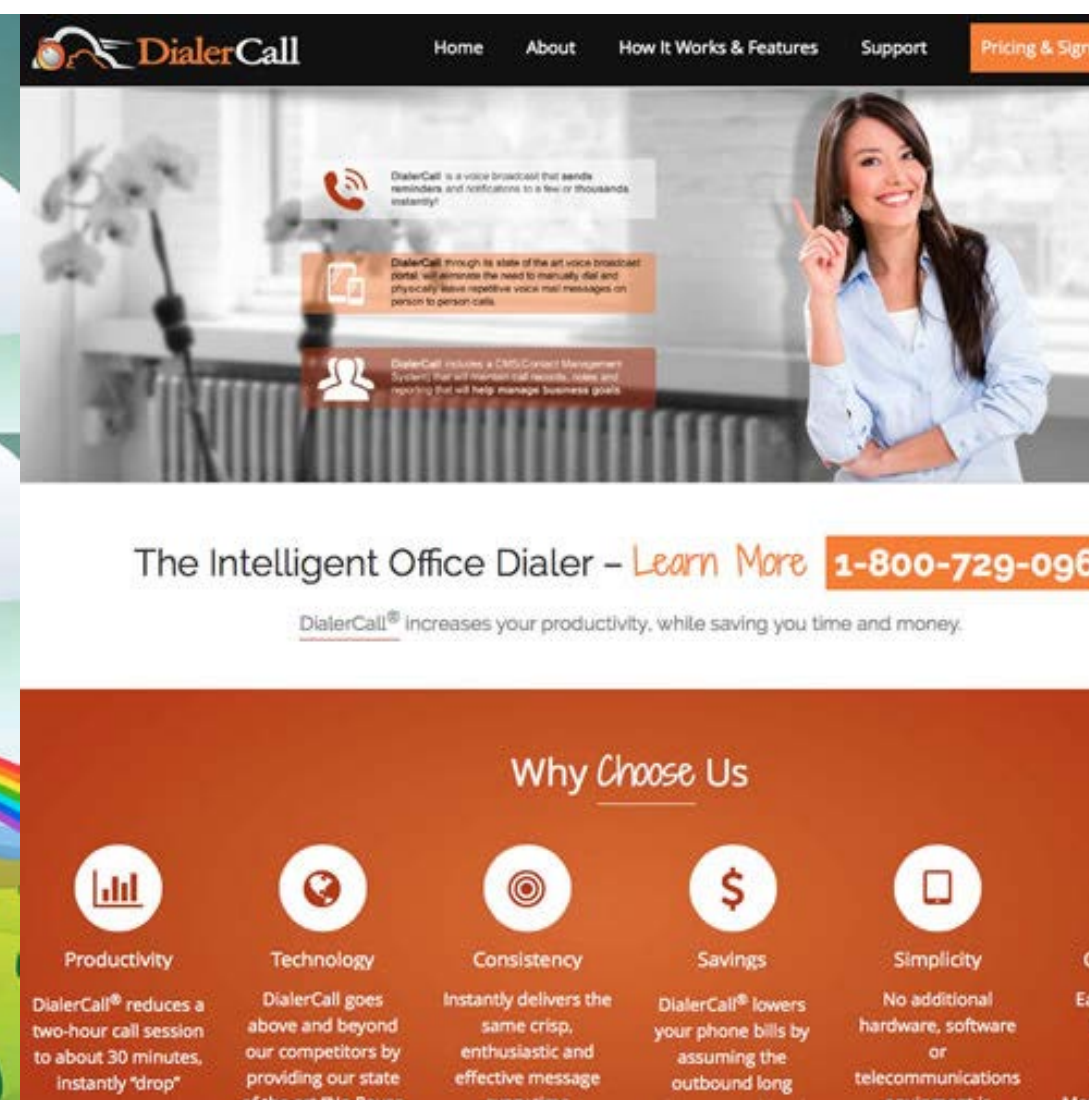 DialerCall
Home About How It Works & Features Support Pricing & Sign
DialerCall is a voice broadcast that sends
reminders and notifications to a few or thousands
instantly!
DialerCall through its state of the art voice broadcast
portal, will eliminate the need to manually dial and
physically leave repetitive voice mail messages on
person to person calls
DialerCall includes a CMS(Contact Management
System) that will maintain call records, notes and
reporting that will help manage business goals.
The Intelligent Office Dialer – Learn More 1-800-729-096
DialerCall® increases your productivity, while saving you time and money.
Why Choose Us
Productivity
DialerCall® reduces a
two-hour call session
to about 30 minutes,
instantly "drop"
Technology
DialerCall goes
above and beyond
our competitors by
providing our state
Consistency
Instantly delivers the
same crisp,
enthusiastic and
effective message
Savings
DialerCall® lowers
your phone bills by
assuming the
outbound long
Simplicity
No additional
hardware, software
or
telecommunications